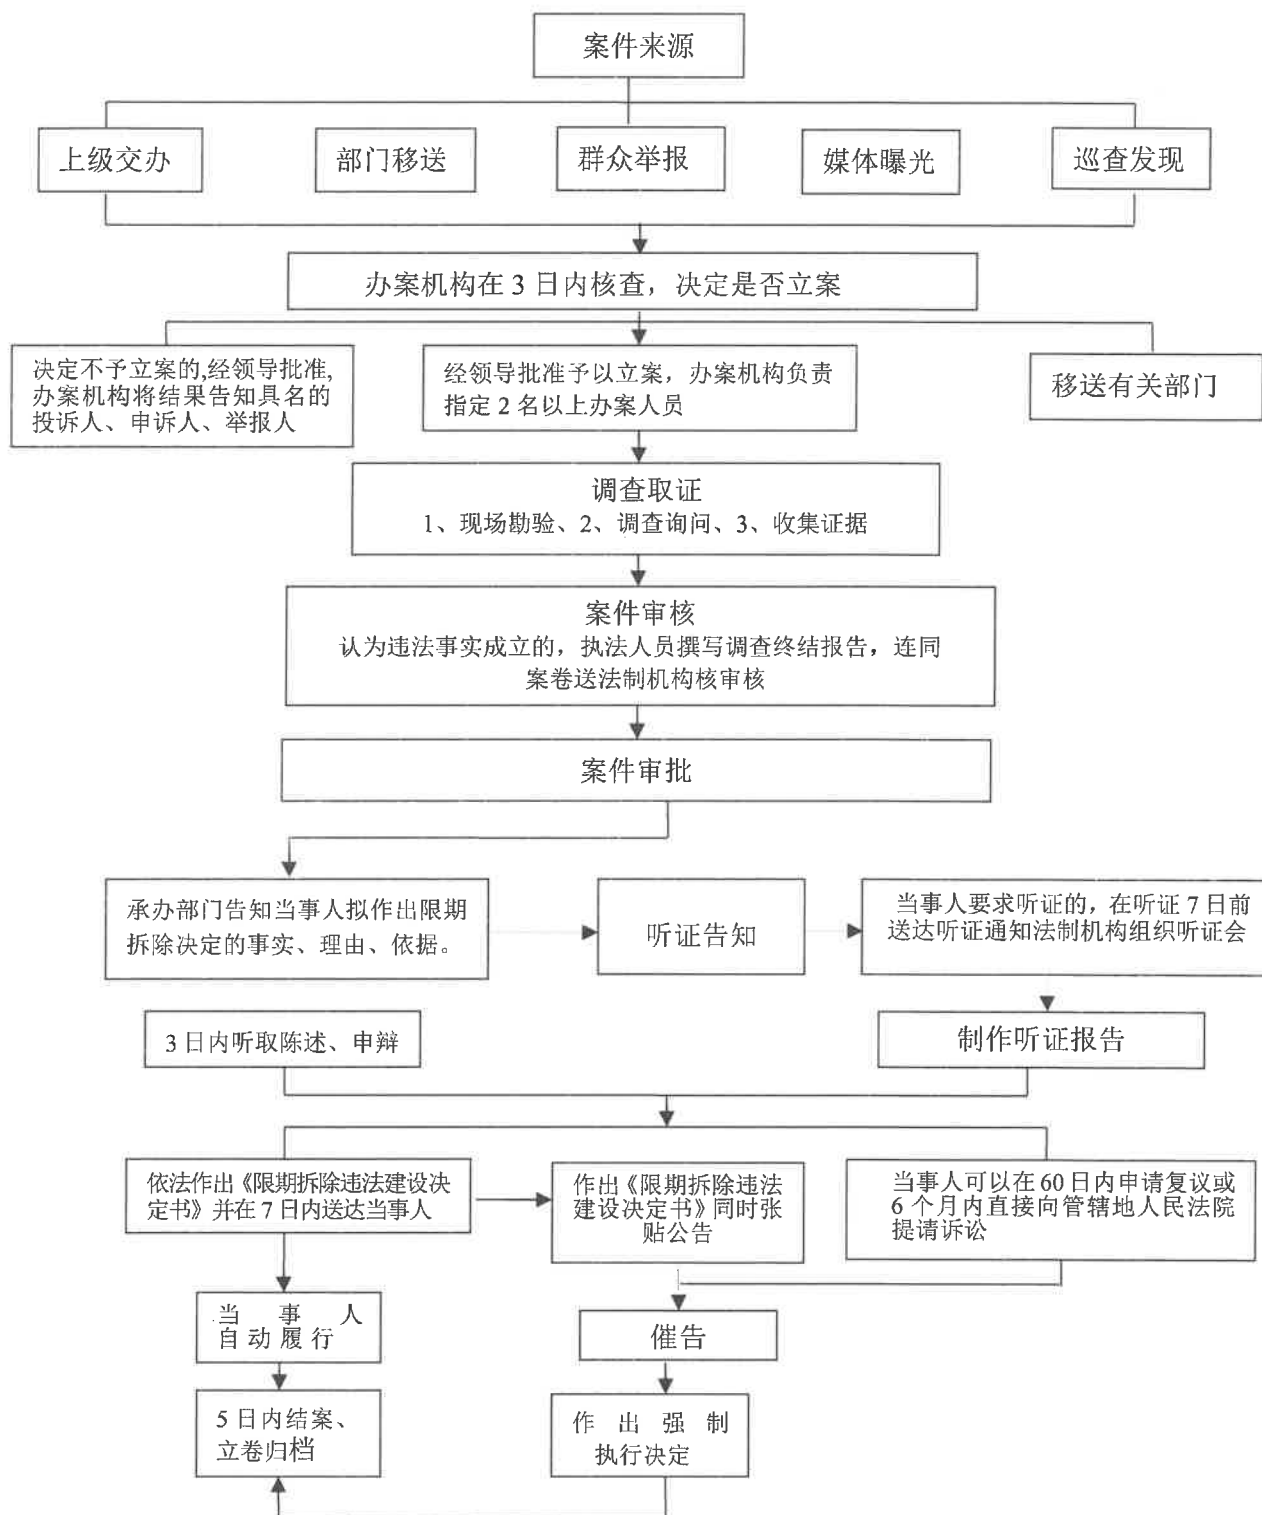 案件来源
上级交办
部门移送
群众举报
媒体曝光
巡查发现
办案机构在 3 日内核查，决定是否立案
决定不予立案的,经领导批准,
办案机构将结果告知具名的
投诉人、申诉人、举报人
经领导批准予以立案，办案机构负责
指定 2 名以上办案人员
移送有关部门
调查取证
1、现场勘验、2、调查询问、3、收集证据
案件审核
认为违法事实成立的，执法人员撰写调查终结报告，连同
案卷送法制机构核审核
案件审批
承办部门告知当事人拟作出限期
拆除决定的事实、理由、依据。
听证告知
当事人要求听证的，在听证 7 日前
送达听证通知法制机构组织听证会
3 日内听取陈述、申辩
制作听证报告
依法作出《限期拆除违法建设决
定书》并在 7 日内送达当事人
作出《限期拆除违法
建设决定书》同时张
贴公告
当事人可以在 60 日内申请复议或
6 个月内直接向管辖地人民法院
提请诉讼
当事人
自动履行
催告
5 日内结案、
立卷归档
作出强制
执行决定